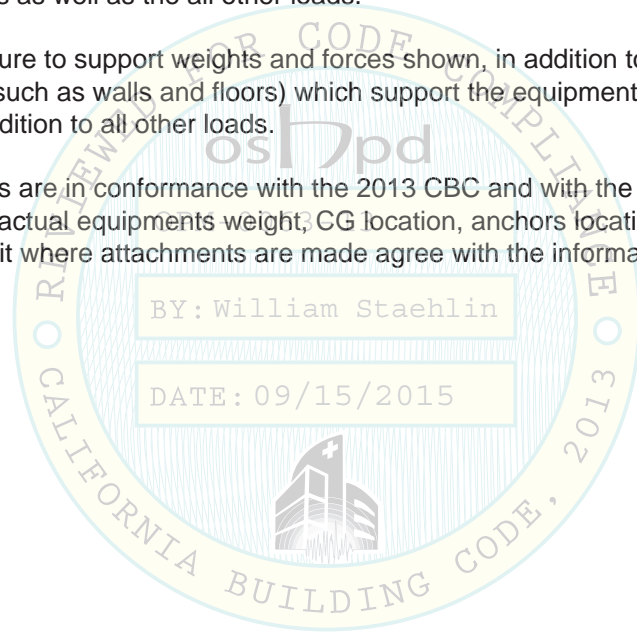 s as well as the all other loads.
ure to support weights and forces shown, in addition to
such as walls and floors) which support the equipment
dition to all other loads.
oshpd
s are in conformance with the 2013 CBC and with the
actual equipments weight, CG location, anchors locati
it where attachments are made agree with the informa
BY: William Staehlin
DATE: 09/15/2015
REVIEWED FOR CODE COMPLIANCE
CALIFORNIA BUILDING CODE, 2013